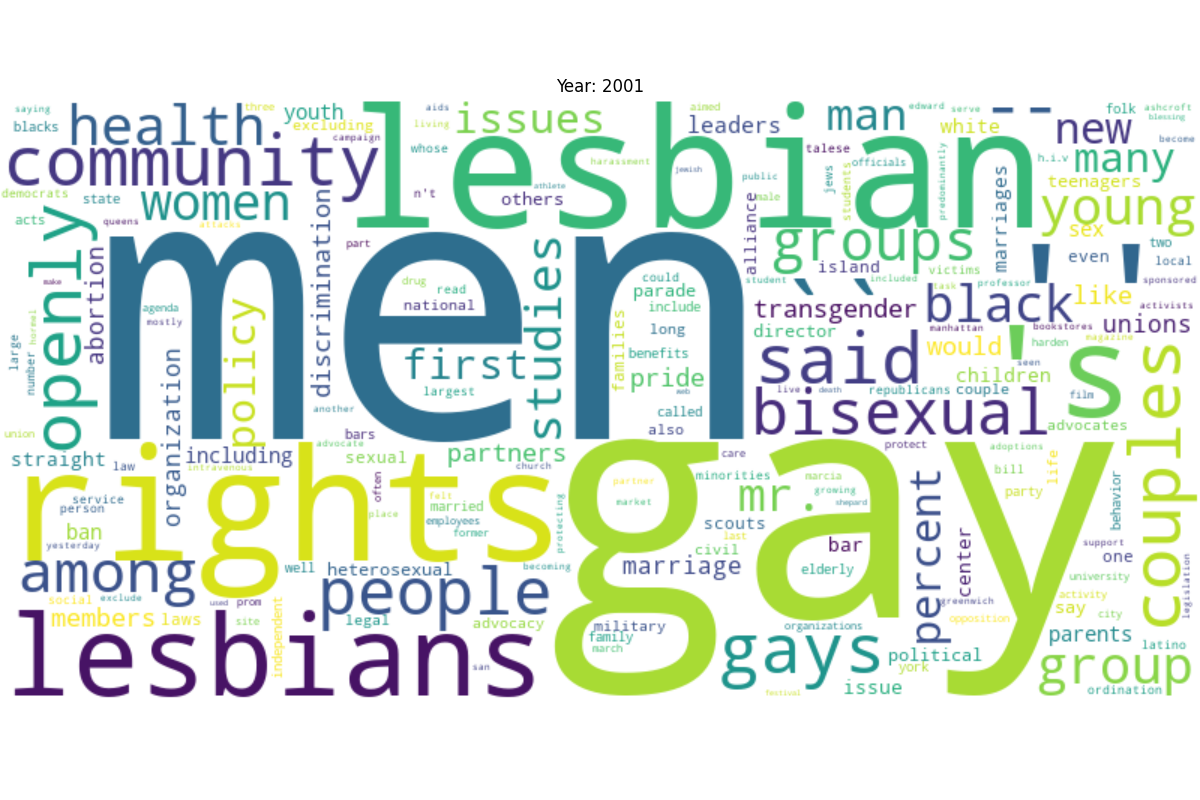 Year: 2001
saying
three
youth
aids
lesbian
issues
aimed
man
edward
serve
--
folk
ashcroft
blessing
blacks
health
excluding
campaign
living
leaders
white
new
become
community
whose
harassment
talese
officials
h.i.v
many
democrats
state
women
n't
others
athlete
jewish
public
male
jews
students
predominantly
marriages
teenagers
young
acts
queens
attacks
discrimination
part
alliance
groups
sex
openly
abortion
men
studies
island
victims
even
two
local
make
agenda
mostly
drug
read
national
could
parade
include
student
included
task
professor
sponsored
``
''
large
number
hormel
policy
first
largest
families
long
benefits
pride
web
transgender
director
black
like
activists
manhattan
bookstores
unions
said
would
harden
magazine
's
seen
children
organization
another
called
also
live
death
republicans
couple
film
bisexual
advocates
couples
union
straight
law
including
intravenous
bars
advocate
sexual
partners
church
gay
care
protect
adoptions
rights
often
felt
married
partner
market
minorities
marcia
growing
shepard
mr.
bill
party
life
behavior
service
person
ban
yesterday
place
employees
former
protecting
scouts
last
civil
bar
percent
center
support
one
legislation
among
well
heterosexual
becoming
marriage
elderly
university
activity
social
exclude
used
prom
people
greenwich
say
city
members
laws
site
independent
legal
advocacy
military
family
march
organizations
opposition
parents
latino
lesbians
san
gays
political
york
group
issue
festival
ordination